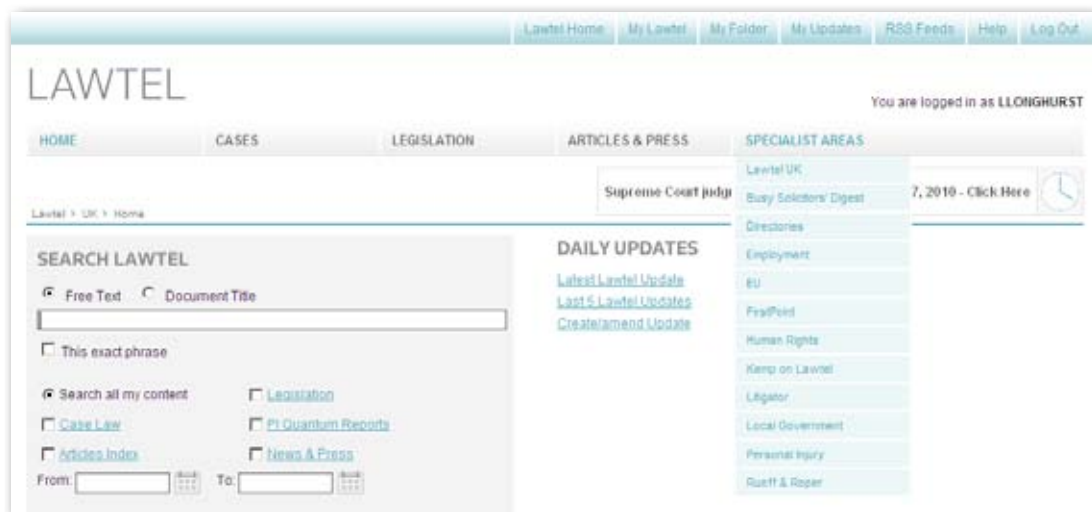 Lawtel Home My Lawtel My Folder My Updates RSS Feeds Help Log Out
LAWTEL
You are logged in as LLONGHURST
HOME CASES LEGISLATION ARTICLES & PRESS SPECIALIST AREAS
Lawtel UK
Busy Solicitors' Digest
Directories
Employment
EU
FirstPoint
Human Rights
Kemp on Lawtel
Litigator
Local Government
Personal Injury
Rueff & Roper
Supreme Court judg 7, 2010 - Click Here
Lawtel > UK > Home
SEARCH LAWTEL
Free Text Document Title
This exact phrase
Search all my content Legislation
Case Law PI Quantum Reports
Articles Index News & Press
From: To:
DAILY UPDATES
Latest Lawtel Update
Last 5 Lawtel Updates
Create/amend Update